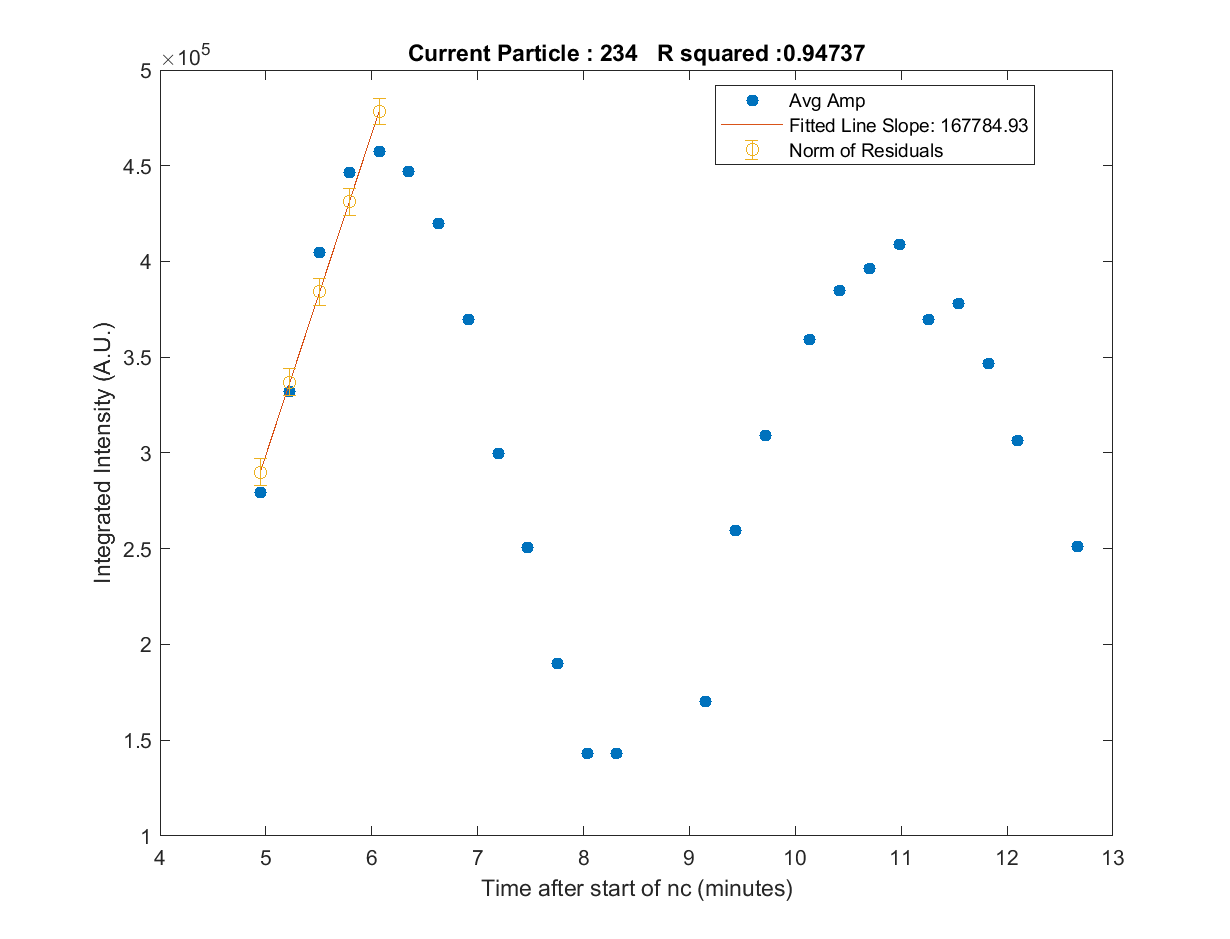 Current Particle : 234 R squared :0.94737
×10^5
5
4.5
4
3.5
3
2.5
2
1.5
1
Integrated Intensity (A.U.)
Avg Amp
Fitted Line Slope: 167784.93
Norm of Residuals
4 5 6 7 8 9 10 11 12 13
Time after start of nc (minutes)